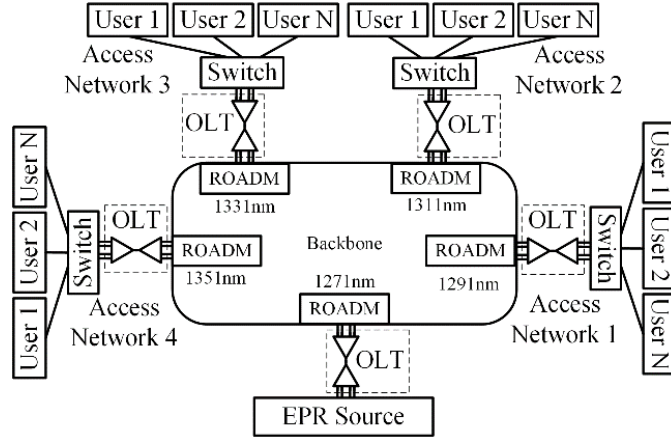 User 1
User 2
User N
User 1
User 2
User N
Access
Network 3
Switch
Switch
Access
Network 2
OLT
OLT
ROADM
1331nm
ROADM
1311nm
User N
User 2
User 1
Switch
OLT
ROADM
1351nm
Access
Network 4
Backbone
ROADM
1291nm
OLT
Switch
Access
Network 1
User 1
User 2
User N
1271nm
ROADM
OLT
EPR Source